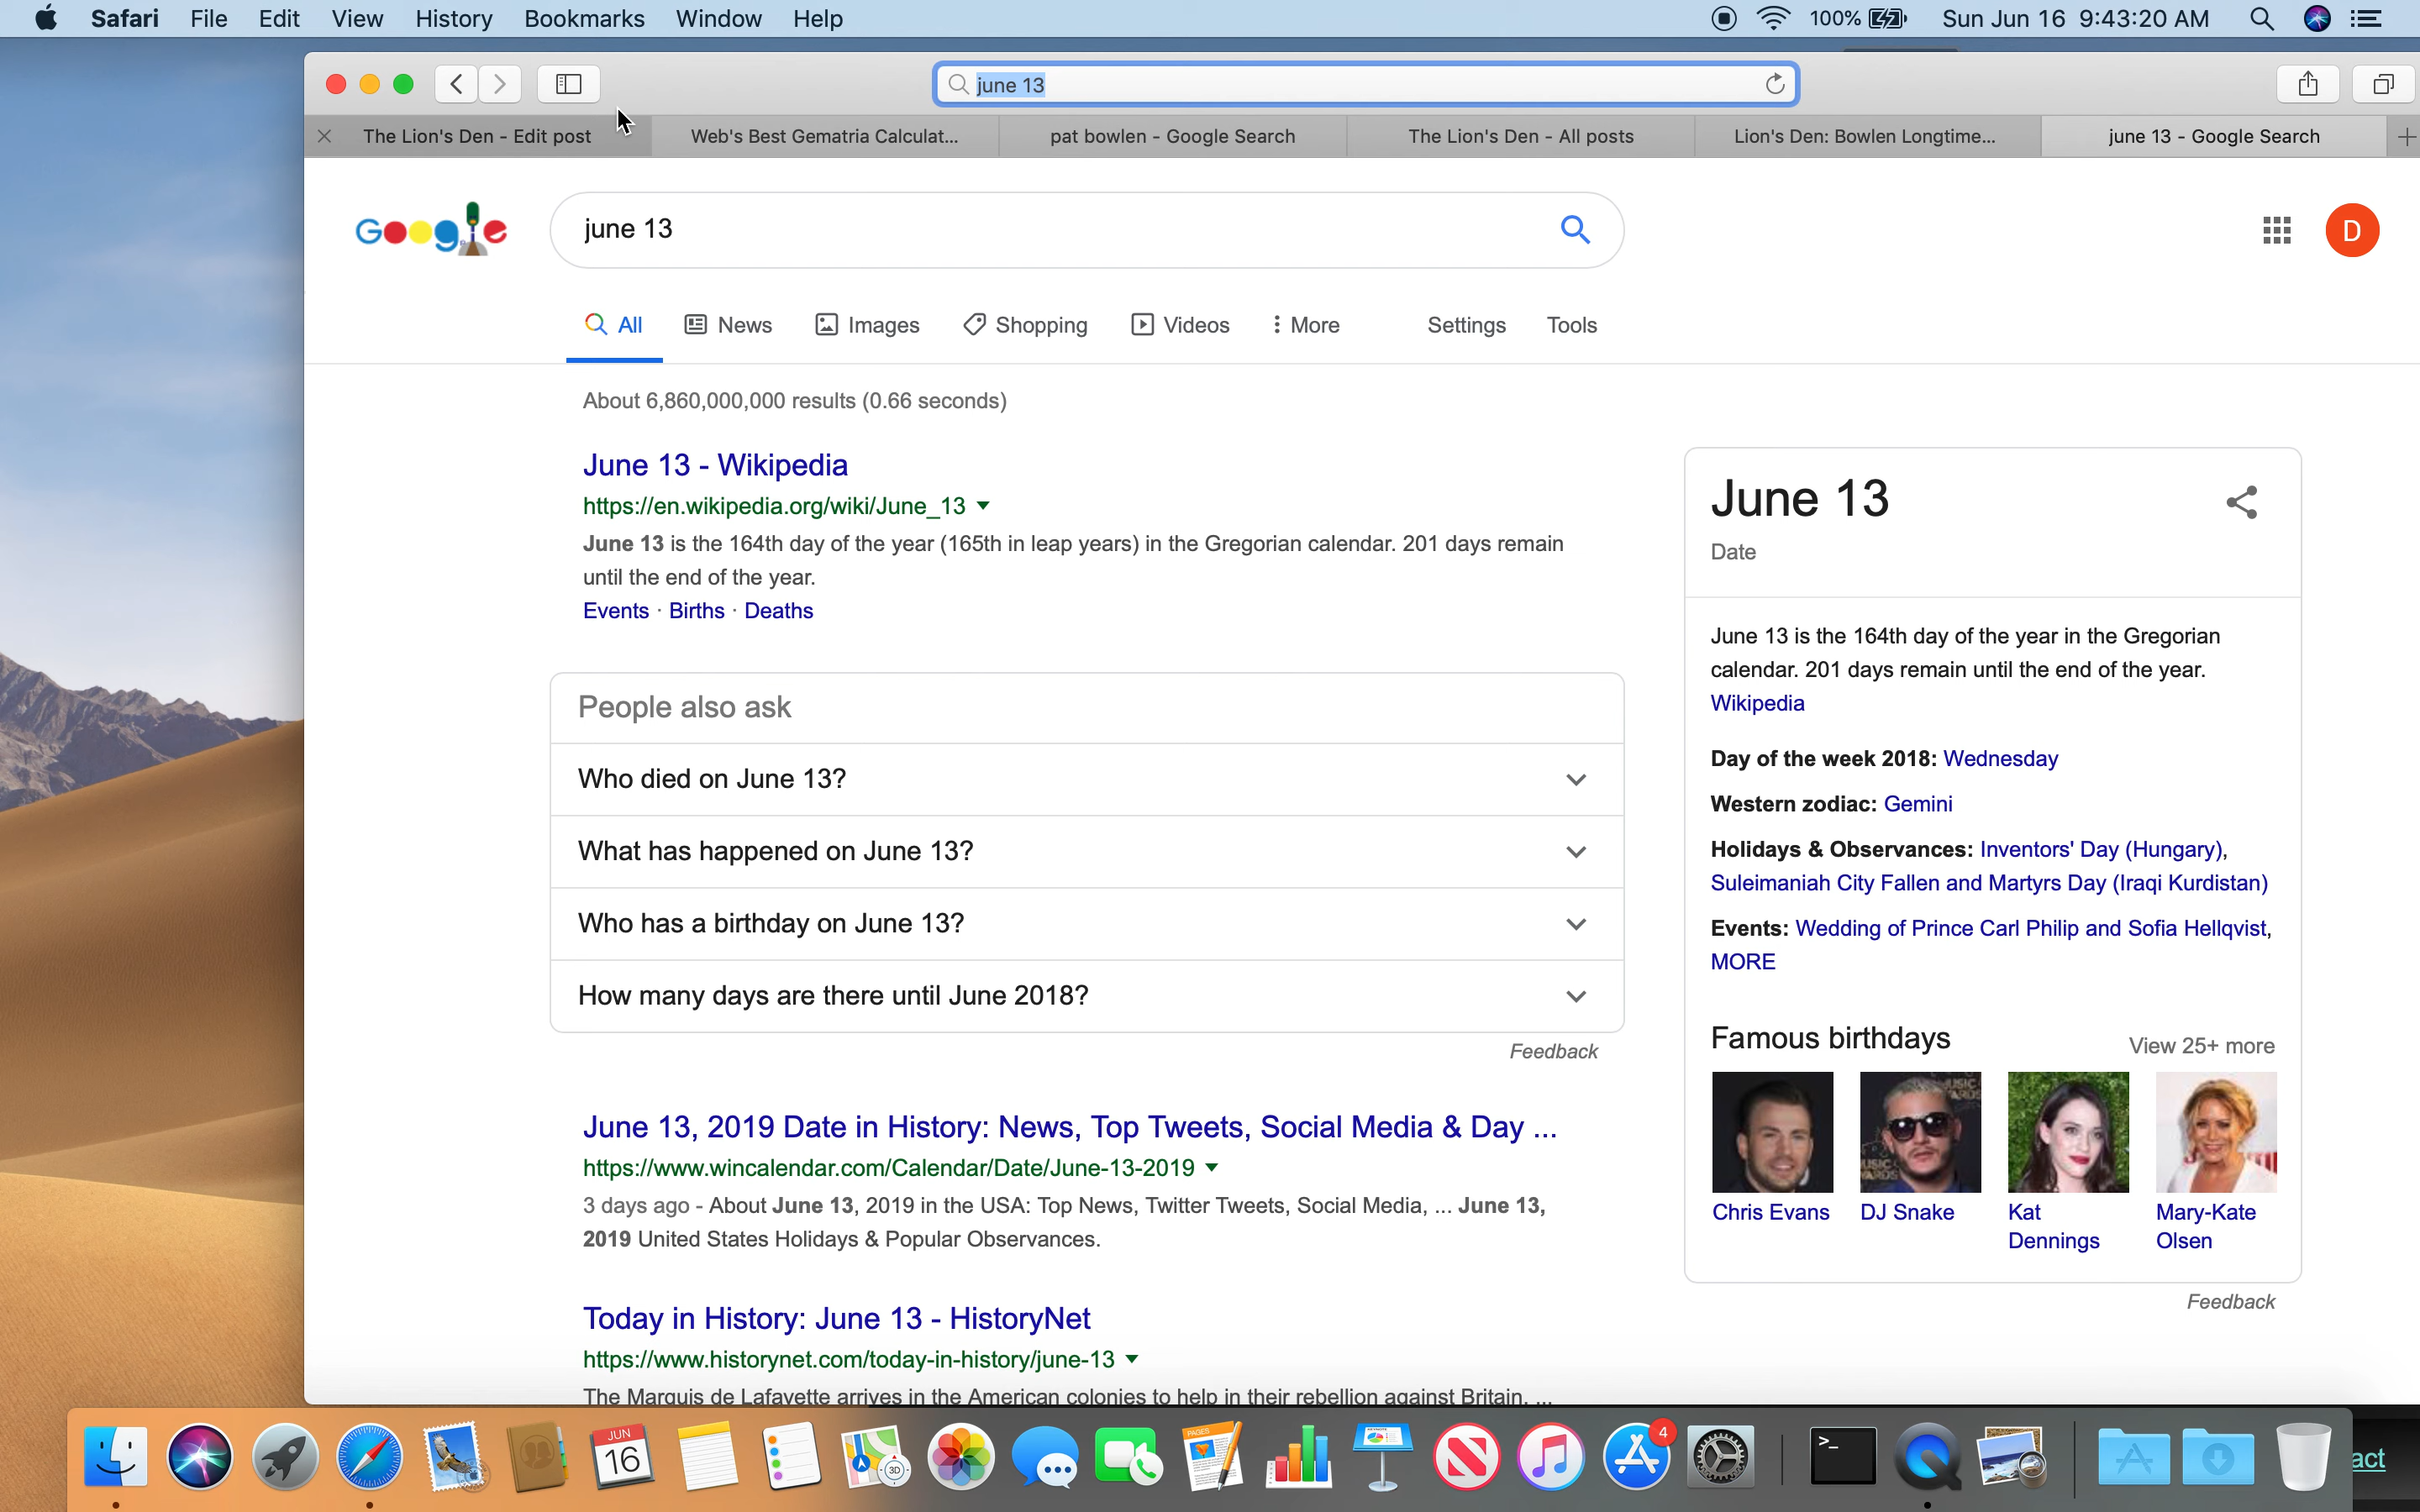 Safari File Edit View History Bookmarks Window Help 100% Sun Jun 16 9:43:20 AM
june 13
The Lion's Den - Edit post Web's Best Gematria Calculat... pat bowlen - Google Search The Lion's Den - All posts Lion's Den: Bowlen Longtime... june 13 - Google Search
Google june 13 D
All News Images Shopping Videos More Settings Tools
About 6,860,000,000 results (0.66 seconds)
June 13 - Wikipedia
https://en.wikipedia.org/wiki/June_13
June 13 is the 164th day of the year (165th in leap years) in the Gregorian calendar. 201 days remain
until the end of the year.
Events · Births · Deaths
People also ask
Who died on June 13?
What has happened on June 13?
Who has a birthday on June 13?
How many days are there until June 2018?
Feedback
June 13, 2019 Date in History: News, Top Tweets, Social Media & Day ...
https://www.wincalendar.com/Calendar/Date/June-13-2019
3 days ago - About June 13, 2019 in the USA: Top News, Twitter Tweets, Social Media, ... June 13,
2019 United States Holidays & Popular Observances.
Today in History: June 13 - HistoryNet
https://www.historynet.com/today-in-history/june-13
The Marquis de Lafayette arrives in the American colonies to help in their rebellion against Britain. ...
June 13
Date
June 13 is the 164th day of the year in the Gregorian
calendar. 201 days remain until the end of the year.
Wikipedia
Day of the week 2018: Wednesday
Western zodiac: Gemini
Holidays & Observances: Inventors' Day (Hungary),
Suleimaniah City Fallen and Martyrs Day (Iraqi Kurdistan)
Events: Wedding of Prince Carl Philip and Sofia Hellqvist,
MORE
Famous birthdays View 25+ more
Chris Evans DJ Snake Kat Mary-Kate
Dennings Olsen
Feedback
JUN
16
3D
PAGES
4
>_
act